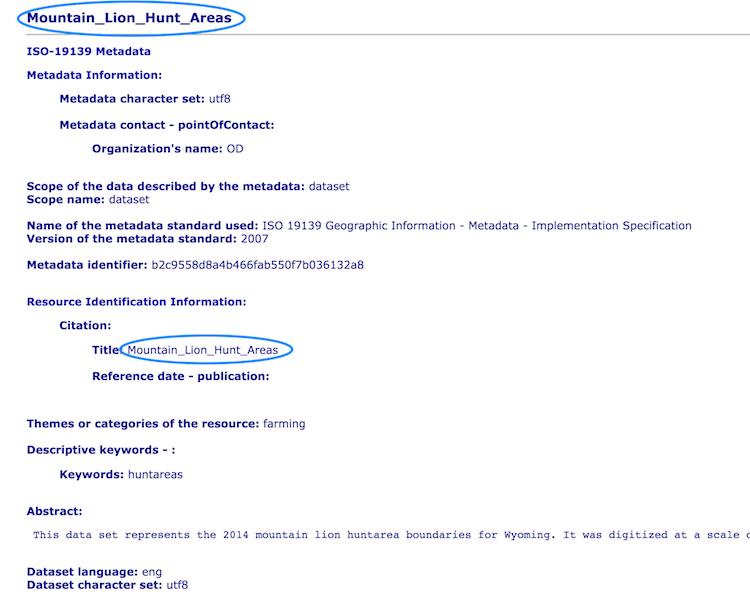 Mountain_Lion_Hunt_Areas
ISO-19139 Metadata
Metadata Information:
Metadata character set: utf8
Metadata contact - pointOfContact:
Organization's name: OD
Scope of the data described by the metadata: dataset
Scope name: dataset
Name of the metadata standard used: ISO 19139 Geographic Information - Metadata - Implementation Specification
Version of the metadata standard: 2007
Metadata identifier: b2c9558d8a4b466fab550f7b036132a8
Resource Identification Information:
Citation:
Title: Mountain_Lion_Hunt_Areas
Reference date - publication:
Themes or categories of the resource: farming
Descriptive keywords - :
Keywords: huntareas
Abstract:
This data set represents the 2014 mountain lion huntarea boundaries for Wyoming. It was digitized at a scale
Dataset language: eng
Dataset character set: utf8